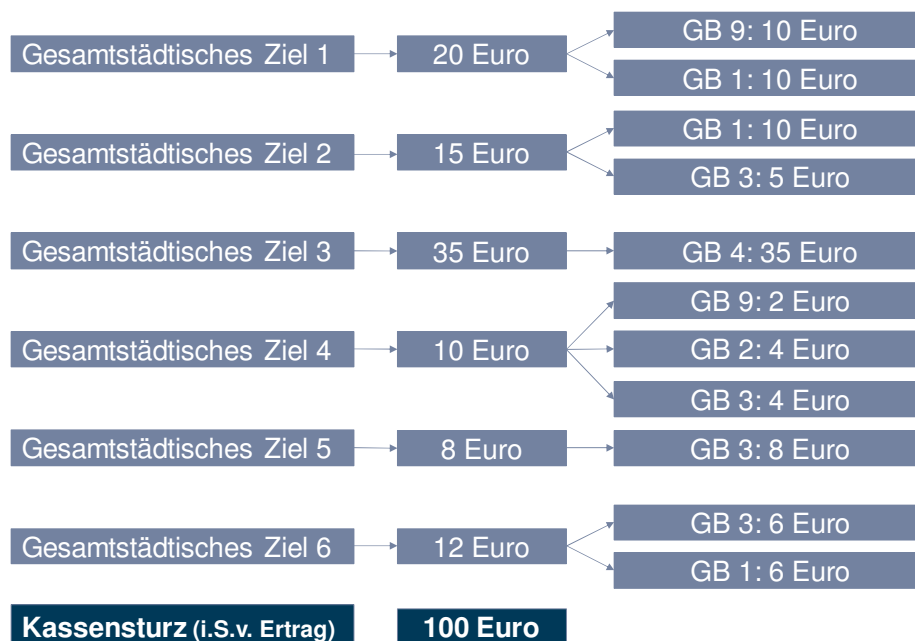 Gesamtstädtisches Ziel 1
20 Euro
GB 9: 10 Euro
GB 1: 10 Euro
Gesamtstädtisches Ziel 2
15 Euro
GB 1: 10 Euro
GB 3: 5 Euro
Gesamtstädtisches Ziel 3
35 Euro
GB 4: 35 Euro
Gesamtstädtisches Ziel 4
10 Euro
GB 9: 2 Euro
GB 2: 4 Euro
GB 3: 4 Euro
Gesamtstädtisches Ziel 5
8 Euro
GB 3: 8 Euro
Gesamtstädtisches Ziel 6
12 Euro
GB 3: 6 Euro
GB 1: 6 Euro
Kassensturz (i.S.v. Ertrag)
100 Euro